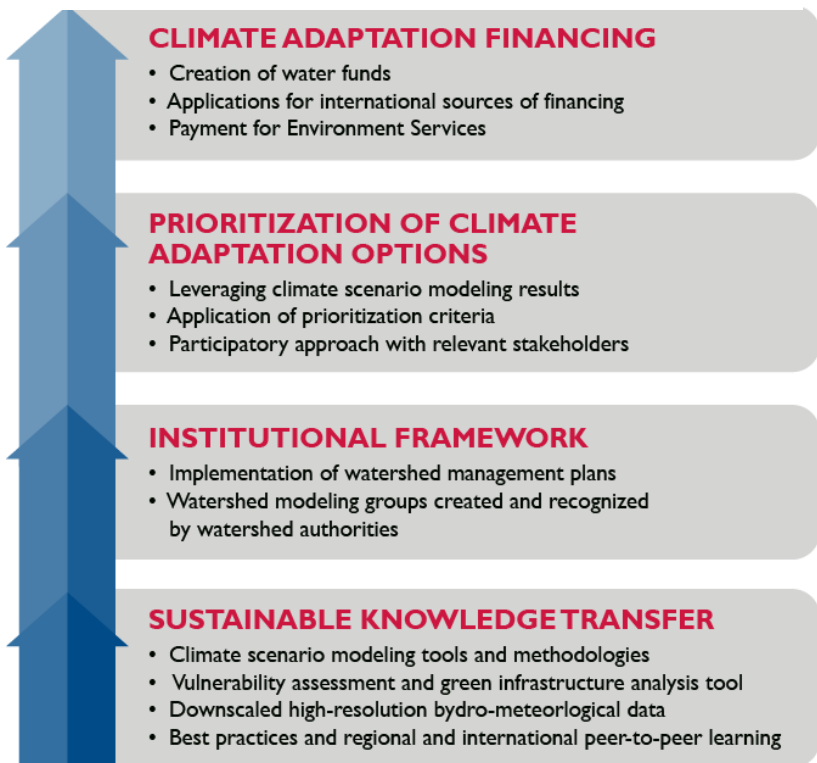 CLIMATE ADAPTATION FINANCING
• Creation of water funds
• Applications for international sources of financing
• Payment for Environment Services
PRIORITIZATION OF CLIMATE
ADAPTATION OPTIONS
• Leveraging climate scenario modeling results
• Application of prioritization criteria
• Participatory approach with relevant stakeholders
INSTITUTIONAL FRAMEWORK
• Implementation of watershed management plans
• Watershed modeling groups created and recognized
by watershed authorities
SUSTAINABLE KNOWLEDGE TRANSFER
• Climate scenario modeling tools and methodologies
• Vulnerability assessment and green infrastructure analysis tool
• Downscaled high-resolution bydro-meteorlogical data
• Best practices and regional and international peer-to-peer learning